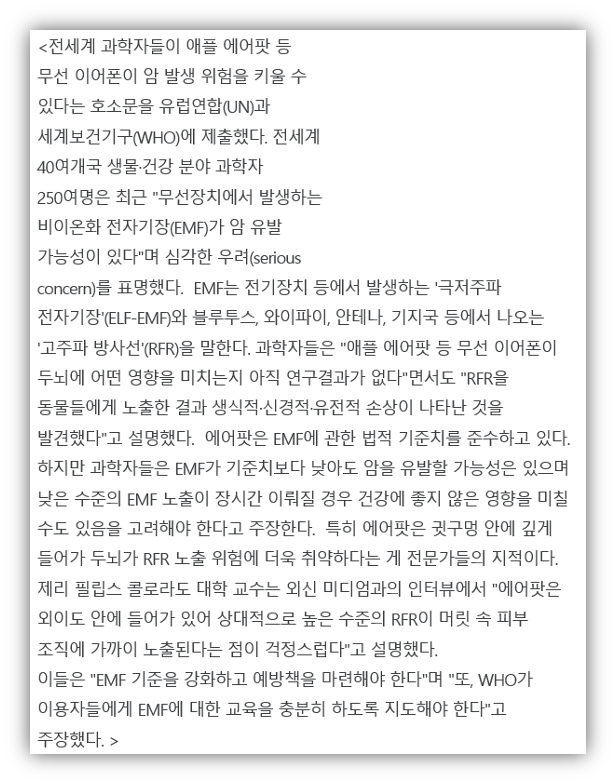 <전세계 과학자들이 애플 에어팟 등
무선 이어폰이 암 발생 위험을 키울 수
있다는 호소문을 유럽연합(UN)과
세계보건기구(WHO)에 제출했다. 전세계
40여개국 생물·건강 분야 과학자
250여명은 최근 "무선장치에서 발생하는
비이온화 전자기장(EMF)가 암 유발
가능성이 있다"며 심각한 우려(serious
concern)를 표명했다.  EMF는 전기장치 등에서 발생하는 '극저주파
전자기장'(ELF-EMF)와 블루투스, 와이파이, 안테나, 기지국 등에서 나오는
'고주파 방사선'(RFR)을 말한다. 과학자들은 "애플 에어팟 등 무선 이어폰이
두뇌에 어떤 영향을 미치는지 아직 연구결과가 없다"면서도 "RFR을
동물들에게 노출한 결과 생식적·신경적·유전적 손상이 나타난 것을
발견했다"고 설명했다.  에어팟은 EMF에 관한 법적 기준치를 준수하고 있다.
하지만 과학자들은 EMF가 기준치보다 낮아도 암을 유발할 가능성은 있으며
낮은 수준의 EMF 노출이 장시간 이뤄질 경우 건강에 좋지 않은 영향을 미칠
수도 있음을 고려해야 한다고 주장한다.  특히 에어팟은 귓구멍 안에 깊게
들어가 두뇌가 RFR 노출 위험에 더욱 취약하다는 게 전문가들의 지적이다.
제리 필립스 콜로라도 대학 교수는 외신 미디엄과의 인터뷰에서 "에어팟은
외이도 안에 들어가 있어 상대적으로 높은 수준의 RFR이 머릿 속 피부
조직에 가까이 노출된다는 점이 걱정스럽다"고 설명했다.
이들은 "EMF 기준을 강화하고 예방책을 마련해야 한다"며 "또, WHO가
이용자들에게 EMF에 대한 교육을 충분히 하도록 지도해야 한다"고
주장했다. >